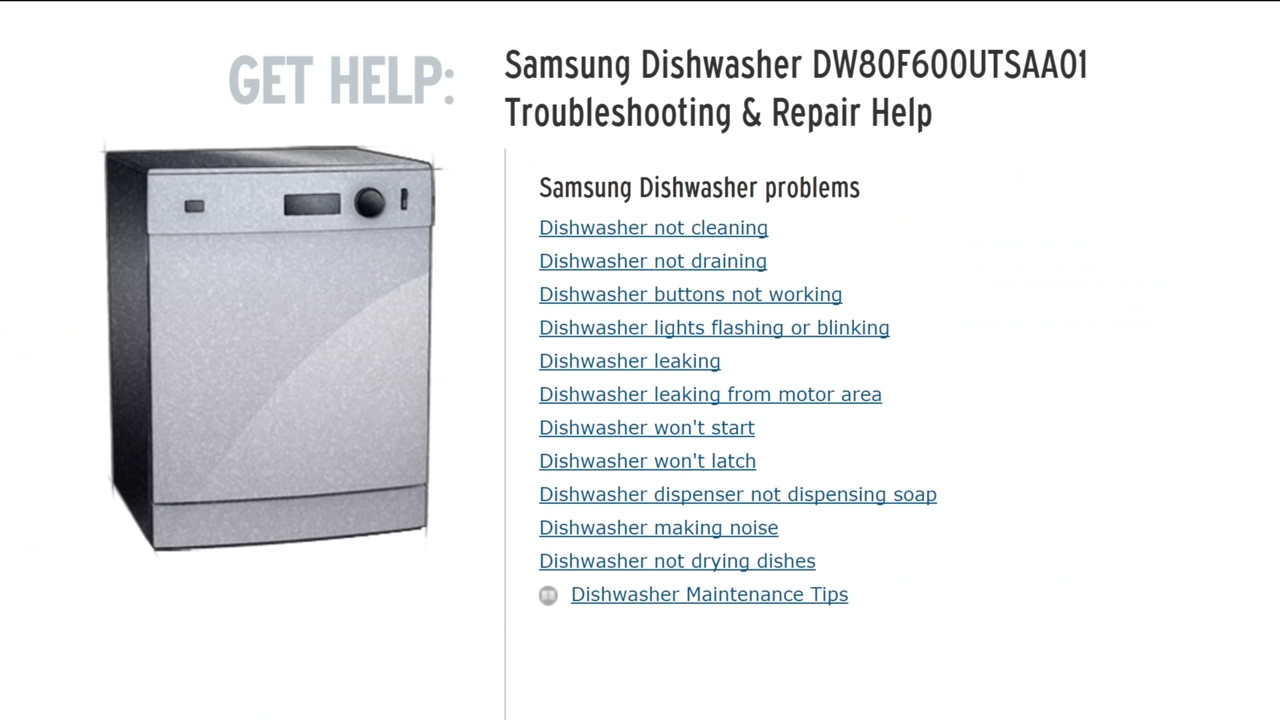 GET HELP:
Samsung Dishwasher DW80F600UTSAA01
Troubleshooting & Repair Help
Samsung Dishwasher problems
Dishwasher not cleaning
Dishwasher not draining
Dishwasher buttons not working
Dishwasher lights flashing or blinking
Dishwasher leaking
Dishwasher leaking from motor area
Dishwasher won't start
Dishwasher won't latch
Dishwasher dispenser not dispensing soap
Dishwasher making noise
Dishwasher not drying dishes
Dishwasher Maintenance Tips